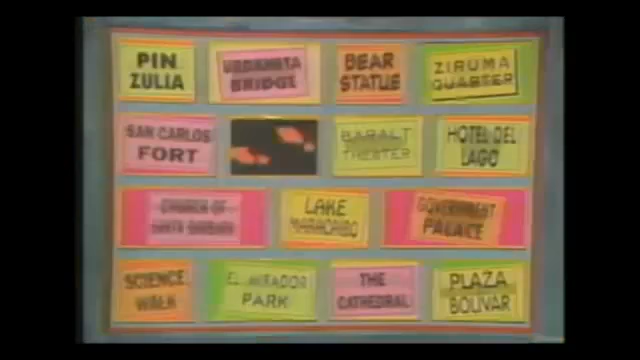 PIN
ZULIA
URDANETA
BRIDGE
BEAR
STATUE
ZIRUMA
QUARTER
SAN CARLOS
FORT
BARALT
THEATER
HOTEL DEL
LAGO
CHURCH OF
SANTA BARBARA
LAKE
MARACAIBO
GOVERNMENT
PALACE
SCIENCE
WALK
EL MIRADOR
PARK
THE
CATHEDRAL
PLAZA
BOLIVAR